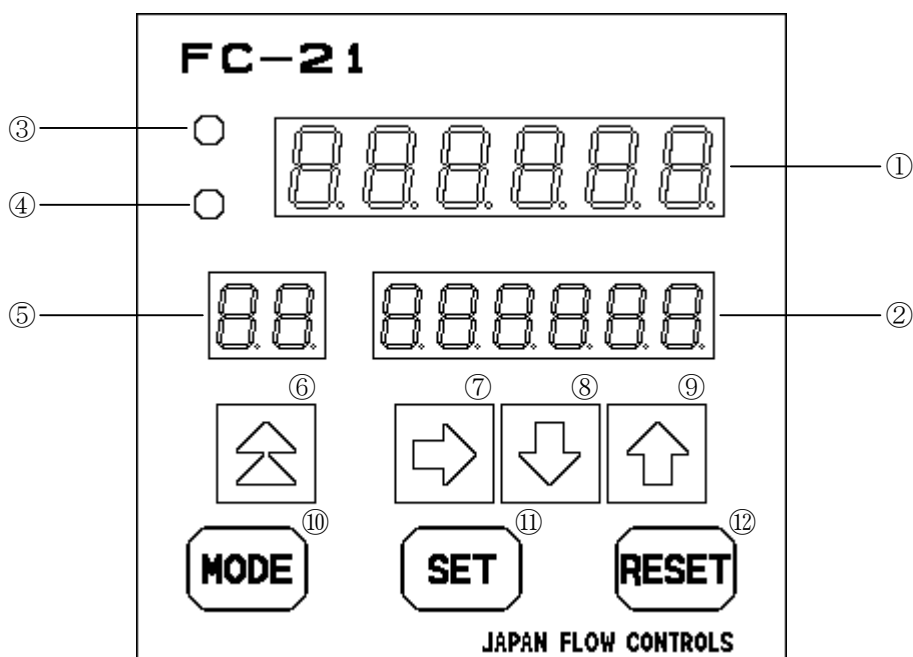 FC-21
③
①
④
⑤
②
⑥ ⑦ ⑧ ⑨
⑩ ⑪ ⑫
MODE SET RESET
JAPAN FLOW CONTROLS